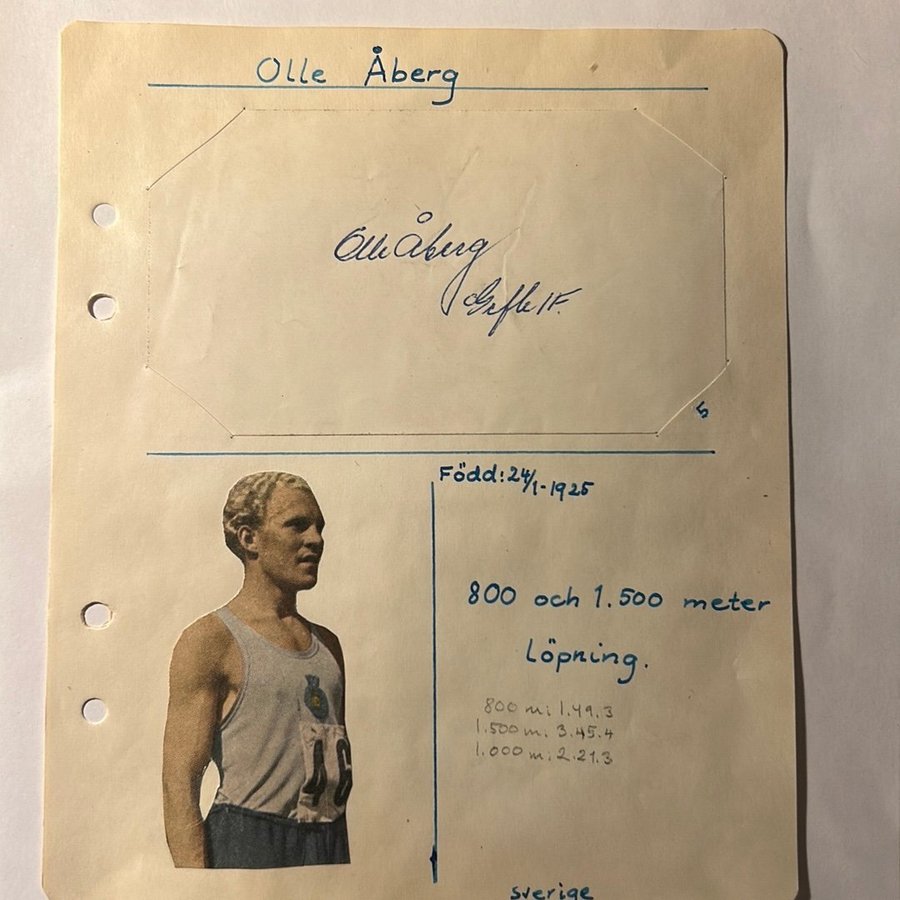 Olle Åberg
Olle Åberg
Gefle IF.
5
Född: 24/1-1925
800 och 1.500 meter
Löpning.
800 m: 1.49.3
1.500 m. 3.45.4
1.000 m: 2.21.3
46
sverige